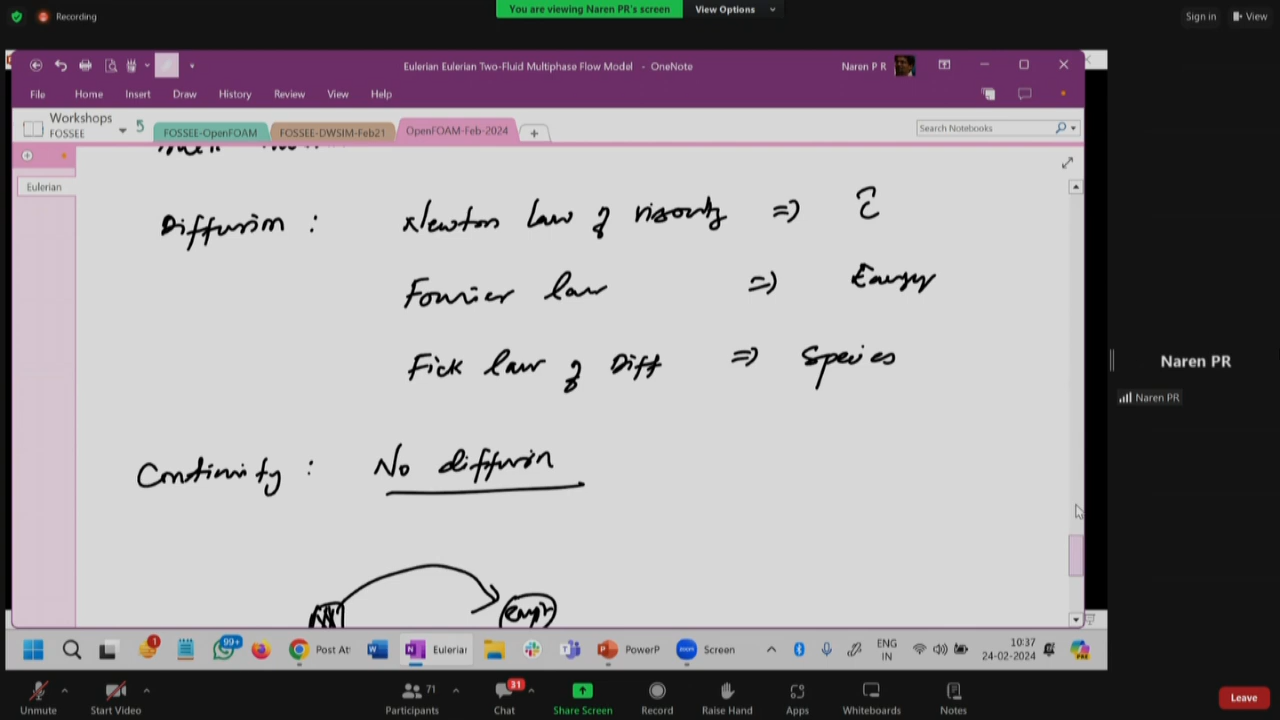 Recording
You are viewing Naren PR's screen View Options
Sign in View
Eulerian Eulerian Two-Fluid Multiphase Flow Model - OneNote
Naren P R
File Home Insert Draw History Review View Help
Workshops
FOSSEE
FOSSEE-OpenFOAM
FOSSEE-DWSIM-Feb21
OpenFOAM-Feb-2024
Search Notebooks
Eulerian
Diffusion : Newton law of viscosity => τ
Fourier law => Energy
Fick law of Diff => Species
Continuity : No diffusion
Naren PR
Naren PR
1
99+
Post At
Eulerian
PowerP
Screen
ENG
IN
10:37
24-02-2024
PRE
71
31
Unmute
Start Video
Participants
Chat
Share Screen
Record
Raise Hand
Apps
Whiteboards
Notes
Leave